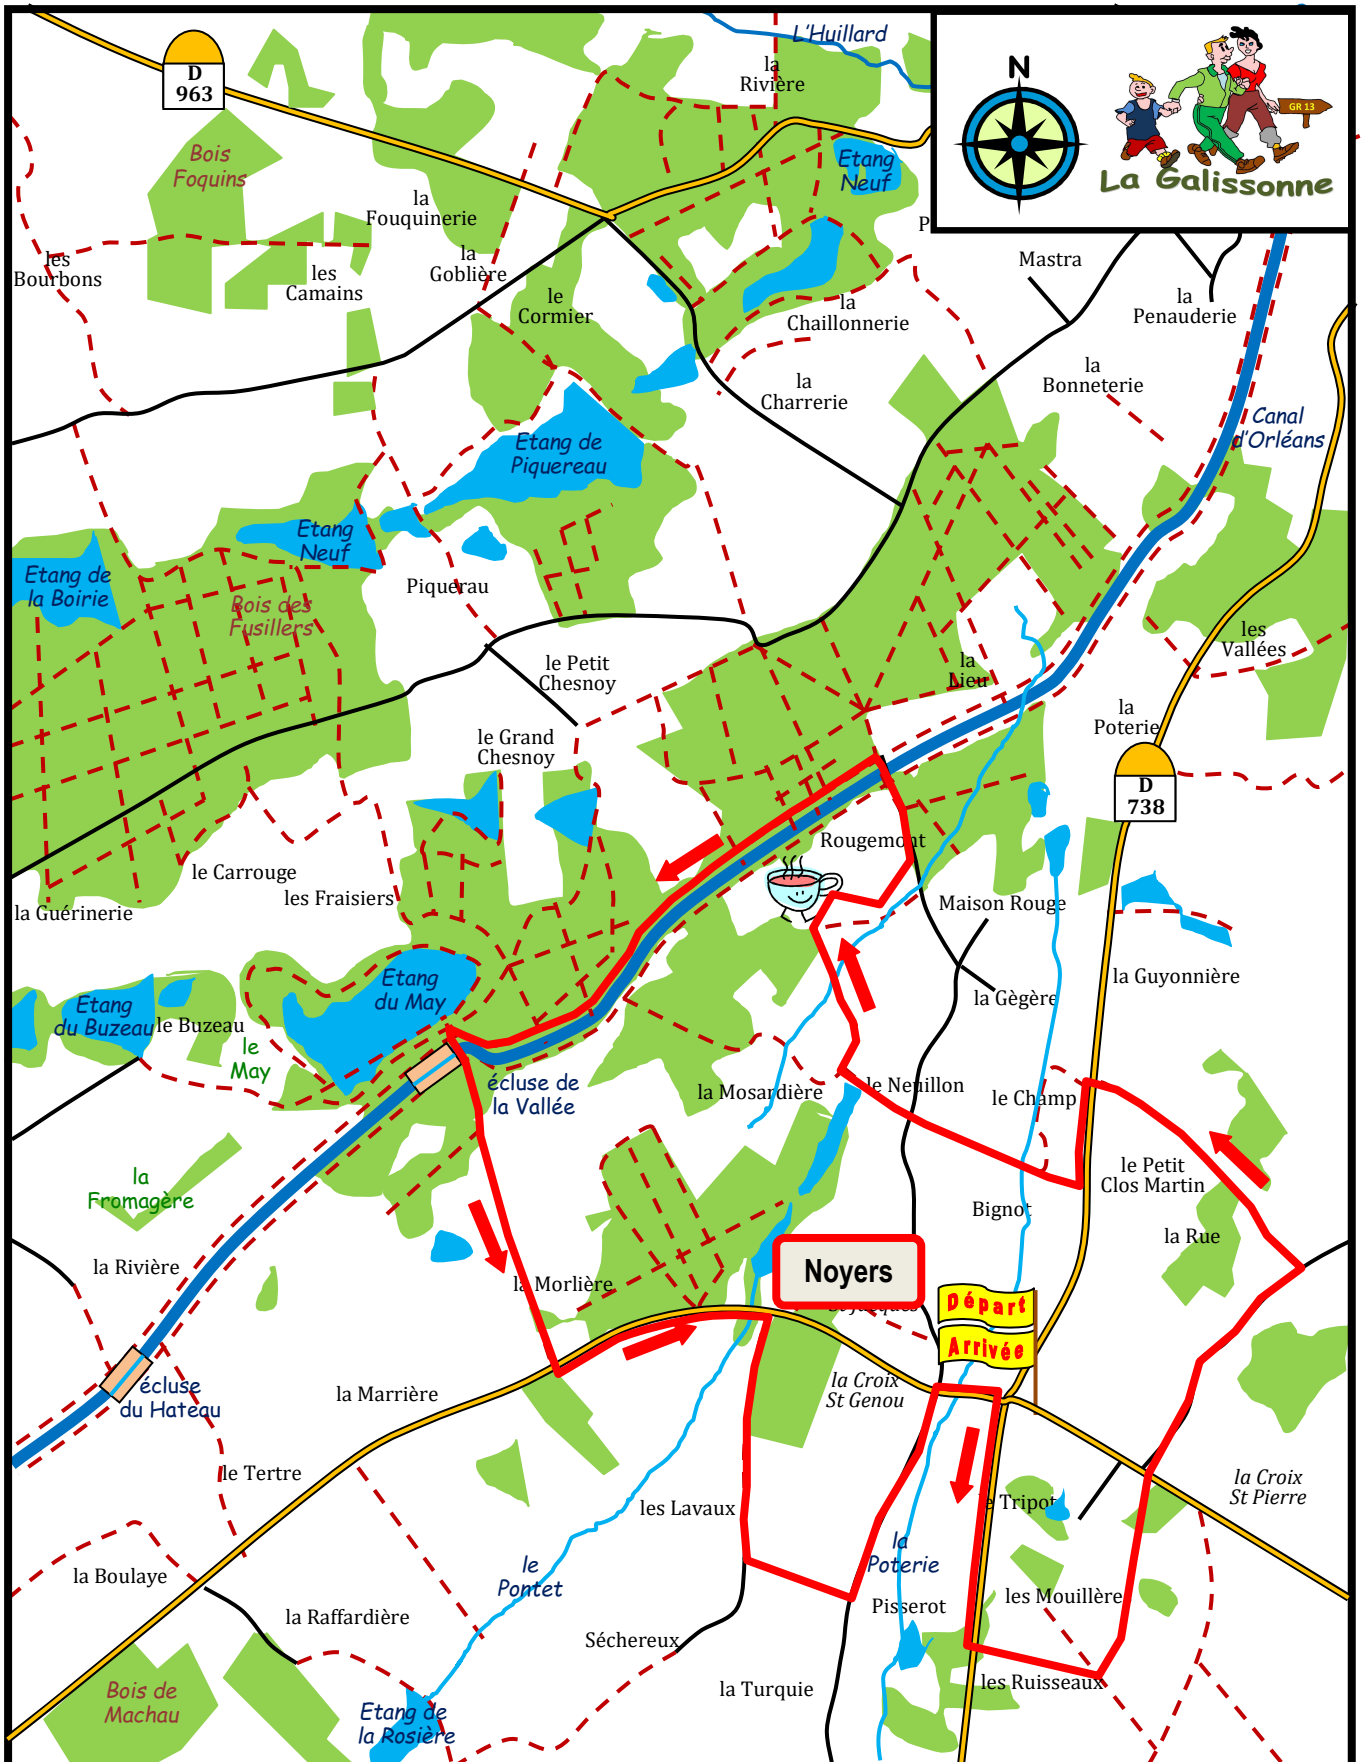 L'Huillard
la
Rivière
N
GR 13
La Galissonne
D
963
Bois
Foquins
Etang
Neuf
la
Fouquinerie
P
les
Bourbons
la
Goblière
les
Camains
le
Cormier
Mastra
la
Chaillonnerie
la
Penauderie
la
Charrerie
la
Bonneterie
Canal
d'Orléans
Etang de
Piquereau
Etang
Neuf
Etang de
la Boirie
Piquerau
Bois des
Fusillers
les
Vallées
le Petit
Chesnoy
la
Lieu
le Grand
Chesnoy
la
Poterie
D
738
Rougemont
le Carrouge
les Fraisiers
la Guérinerie
Maison Rouge
Etang
du May
la Guyonnière
la Gègère
Etang
du Buzeau
le Buzeau
le
May
écluse de
la Vallée
la Mosardière
le Neuillon
le Champ
la
Fromagère
le Petit
Clos Martin
Bignot
la Rue
la Rivière
Noyers
la Morlière
St Jacques
Départ
Arrivée
écluse
du Hateau
la Marrière
la Croix
St Genou
le Tertre
la Croix
St Pierre
les Lavaux
le Tripot
la
Poterie
la Boulaye
le
Pontet
les Mouillère
Pisserot
la Raffardière
Séchereux
la Turquie
les Ruisseaux
Bois de
Machau
Etang de
la Rosière